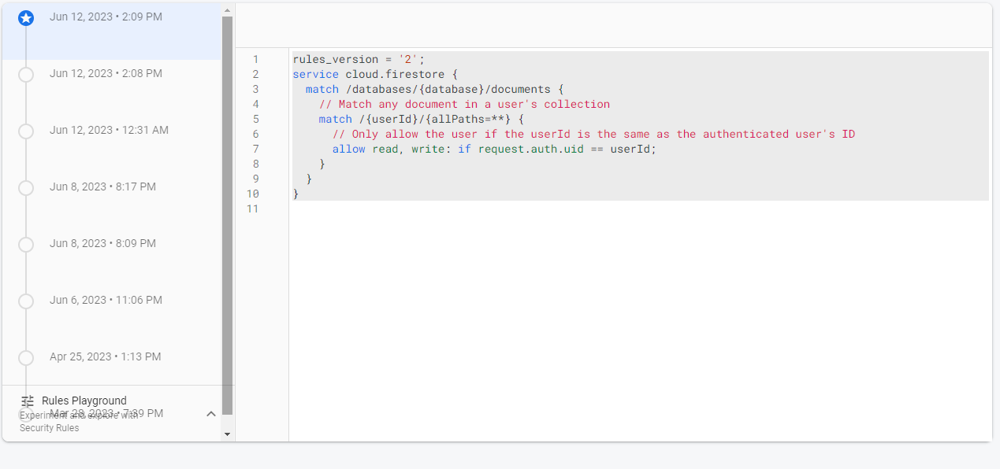 Jun 12, 2023 • 2:09 PM
Jun 12, 2023 • 2:08 PM
Jun 12, 2023 • 12:31 AM
Jun 8, 2023 • 8:17 PM
Jun 8, 2023 • 8:09 PM
Jun 6, 2023 • 11:06 PM
Apr 25, 2023 • 1:13 PM
Rules Playground
Mar 28, 2023 • 7:39 PM
Experiment and explore with
Security Rules
1 rules_version = '2';
2 service cloud.firestore {
3 match /databases/{database}/documents {
4 // Match any document in a user's collection
5 match /{userId}/{allPaths=**} {
6 // Only allow the user if the userId is the same as the authenticated user's ID
7 allow read, write: if request.auth.uid == userId;
8 }
9 }
10 }
11